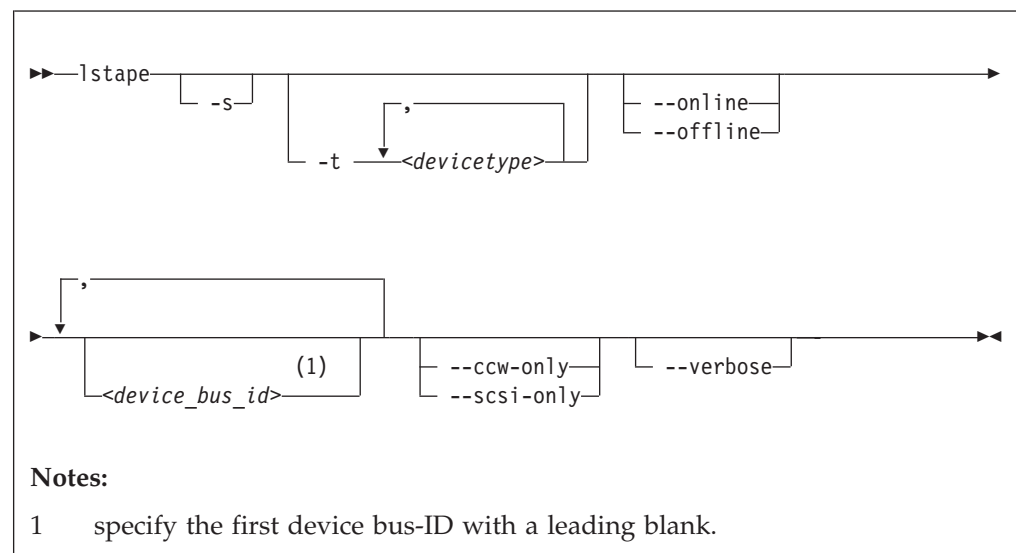 lstape
-s
-t
,
<devicetype>
--online
--offline
,
<device_bus_id>
(1)
--ccw-only
--scsi-only
--verbose
Notes:
1 specify the first device bus-ID with a leading blank.